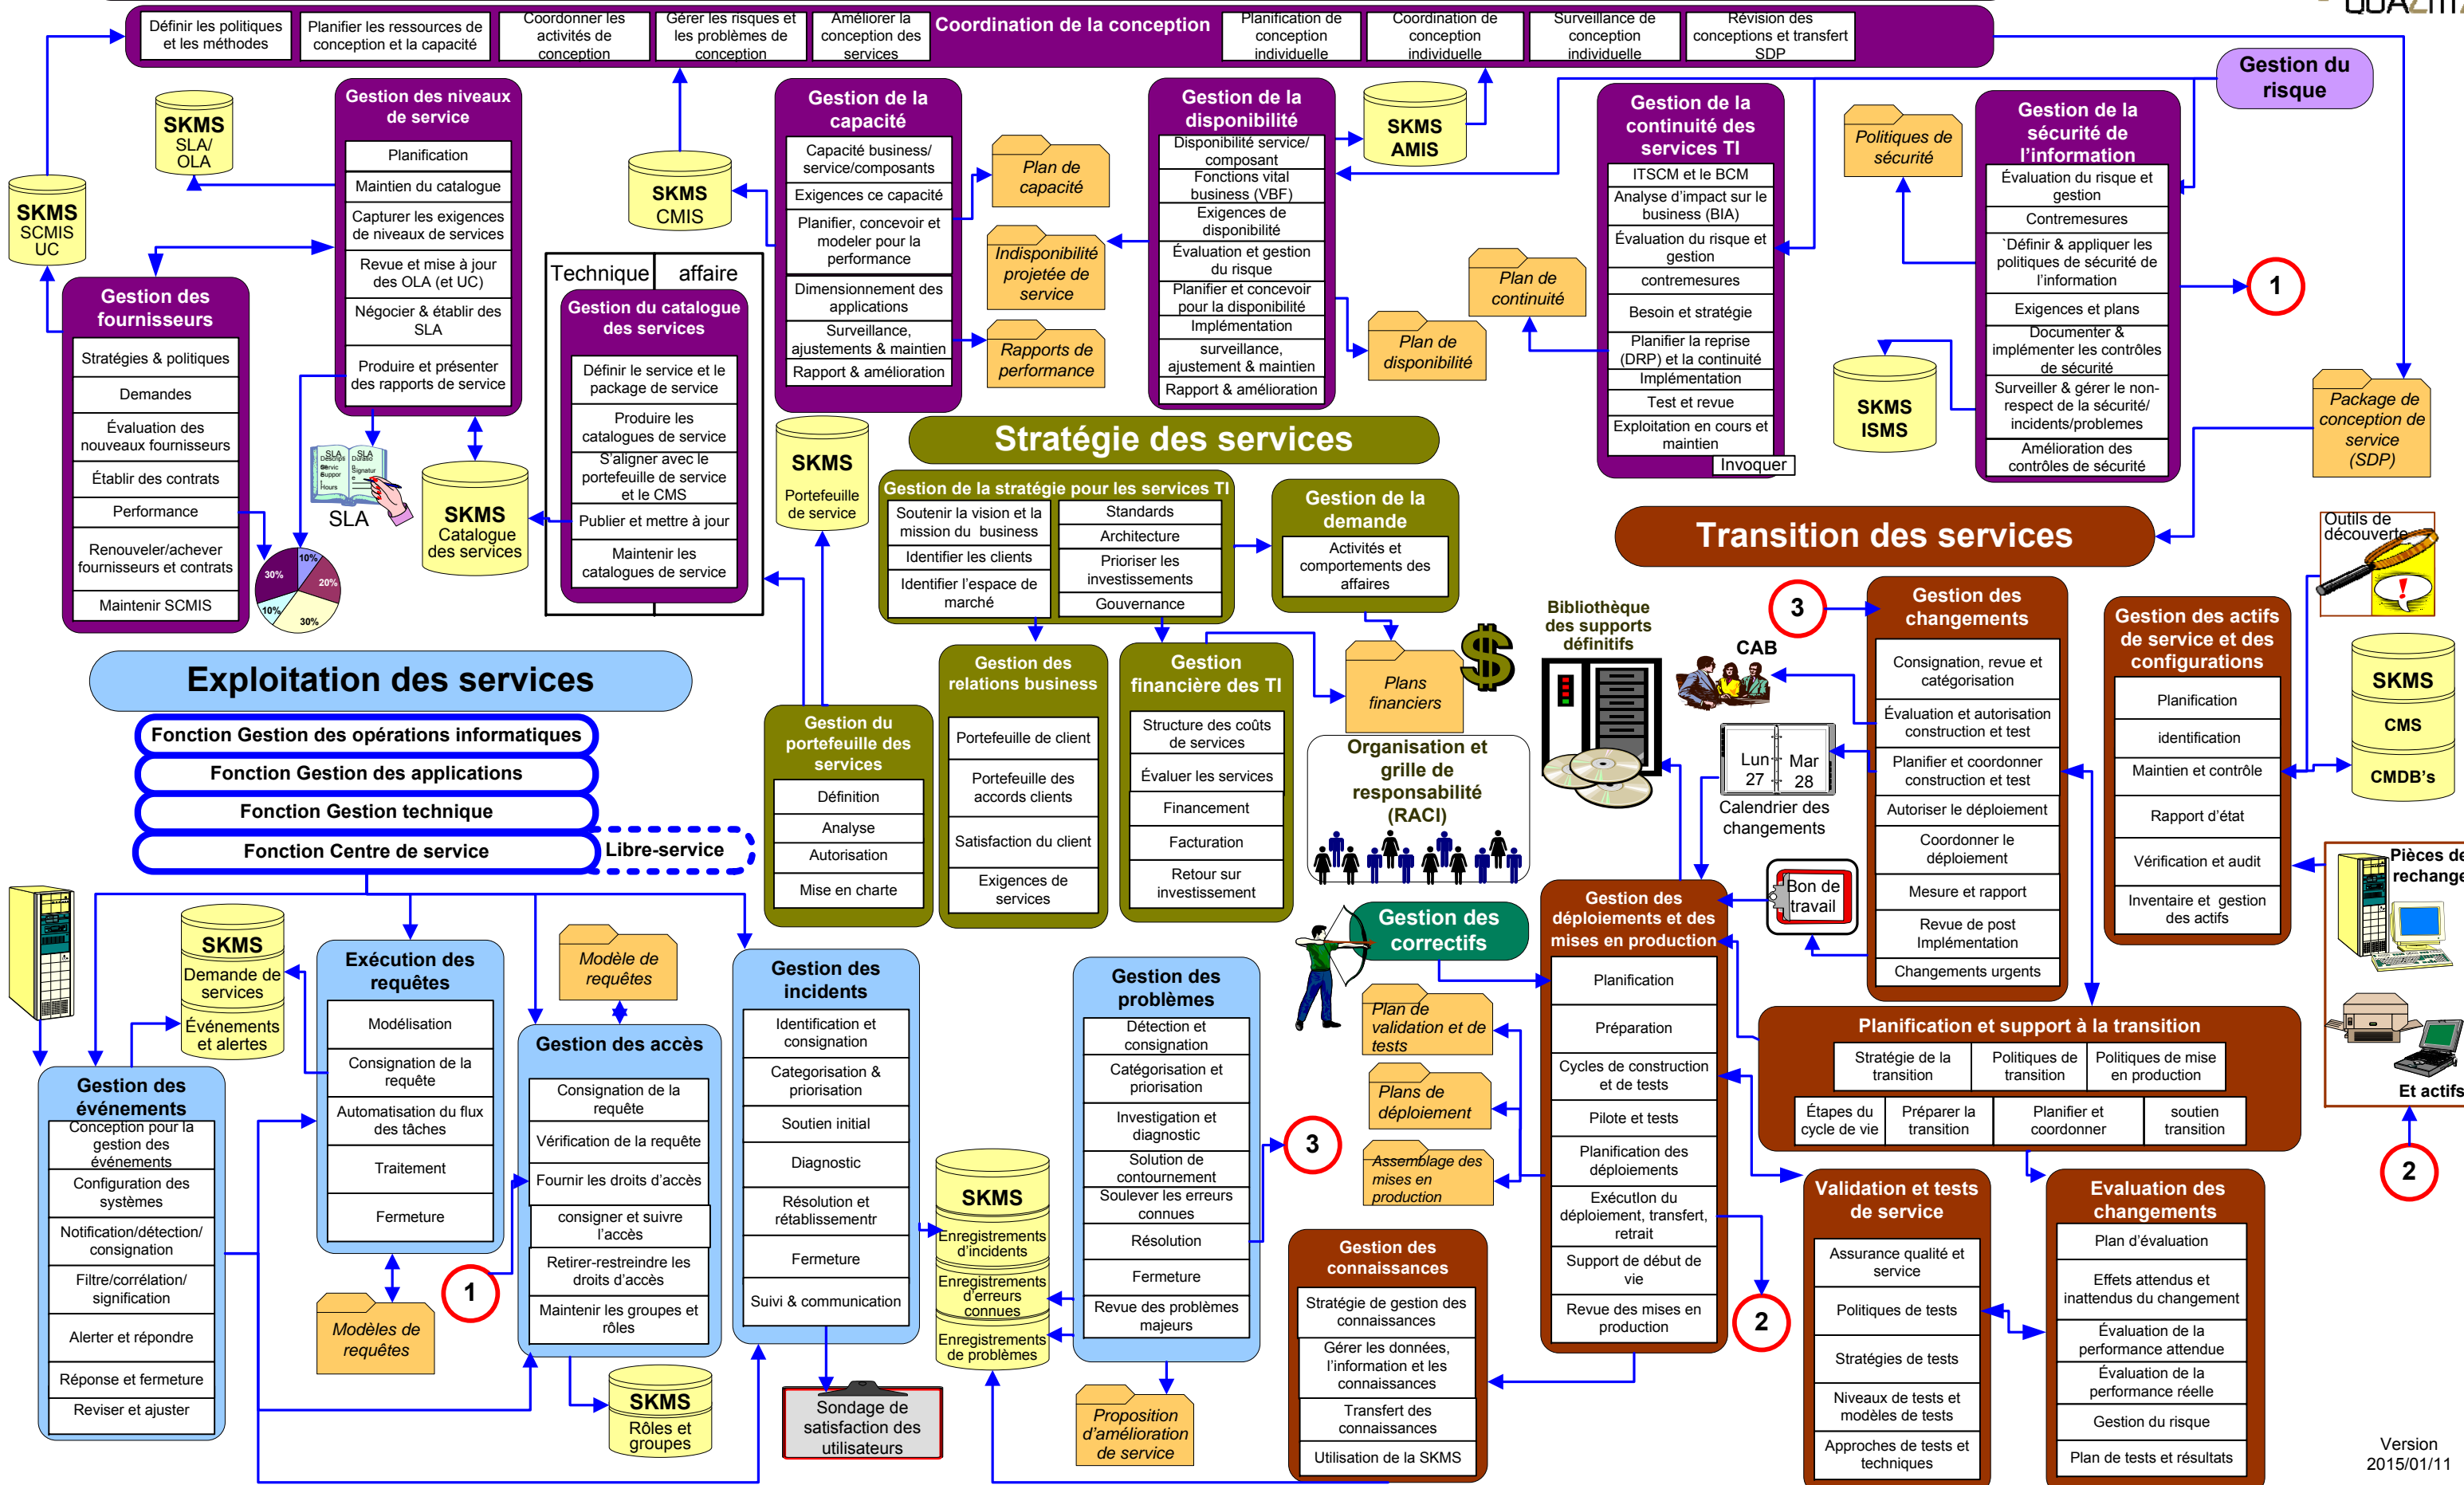 QUAZITZ
Définir les politiques
et les méthodes
Planifier les ressources de
conception et la capacité
Coordonner les
activités de
conception
Gérer les risques et
les problèmes de
conception
Améliorer la
conception des
services
Coordination de la conception
Planification de
conception
individuelle
Coordination de
conception
individuelle
Surveillance de
conception
individuelle
Révision des
conceptions et transfert
SDP
Gestion du
risque
SKMS
SLA/
OLA
SKMS
SCMIS
UC
Gestion des niveaux
de service
Planification
Maintien du catalogue
Capturer les exigences
de niveaux de services
Revue et mise à jour
des OLA (et UC)
Négocier & établir des
SLA
Produire et présenter
des rapports de service
Gestion des
fournisseurs
Stratégies & politiques
Demandes
Évaluation des
nouveaux fournisseurs
Établir des contrats
Performance
Renouveler/achever
fournisseurs et contrats
Maintenir SCMIS
SLA
SLA
Signatur
Suppor
Hours
SLA
10%
20%
30%
10%
30%
SKMS
Catalogue
des services
SKMS
CMIS
Technique
affaire
Gestion du catalogue
des services
Définir le service et le
package de service
Produire les
catalogues de service
S'aligner avec le
portefeuille de service
et le CMS
Publier et mettre à jour
Maintenir les
catalogues de service
Gestion de la
capacité
Capacité business/
service/composants
Exigences ce capacité
Planifier, concevoir et
modeler pour la
performance
Dimensionnement des
applications
Surveillance,
ajustements & maintien
Rapport & amélioration
Plan de
capacité
Indisponibilité
projetée de
service
Rapports de
performance
Gestion de la
disponibilité
Disponibilité service/
composant
Fonctions vital
business (VBF)
Exigences de
disponibilité
Évaluation et gestion
du risque
Planifier et concevoir
pour la disponibilité
Implémentation
surveillance,
ajustement & maintien
Rapport & amélioration
SKMS
AMIS
Plan de
disponibilité
Plan de
continuité
Gestion de la
continuité des
services TI
ITSCM et le BCM
Analyse d'impact sur le
business (BIA)
Évaluation du risque et
gestion
contremesures
Besoin et stratégie
Planifier la reprise
(DRP) et la continuité
Implémentation
Test et revue
Exploitation en cours et
maintien
Invoquer
Politiques de
sécurité
SKMS
ISMS
Gestion de la
sécurité de
l'information
Évaluation du risque et
gestion
Contremesures
`Définir & appliquer les
politiques de sécurité de
l'information
Exigences et plans
Documenter &
implémenter les contrôles
de sécurité
Surveiller & gérer le non-
respect de la sécurité/
incidents/problemes
Amélioration des
contrôles de sécurité
1
Package de
conception de
service
(SDP)
SKMS
Portefeuille
de service
Stratégie des services
Gestion de la stratégie pour les services TI
Soutenir la vision et la
mission du business
Identifier les clients
Identifier l'espace de
marché
Standards
Architecture
Prioriser les
investissements
Gouvernance
Gestion de la
demande
Activités et
comportements des
affaires
Gestion des
relations business
Portefeuille de client
Portefeuille des
accords clients
Satisfaction du client
Exigences de
services
Gestion
financière des TI
Structure des coûts
de services
Évaluer les services
Financement
Facturation
Retour sur
investissement
Plans
financiers
$
Gestion du
portefeuille des
services
Définition
Analyse
Autorisation
Mise en charte
Organisation et
grille de
responsabilité
(RACI)
Transition des services
Outils de
découverte
!
Bibliothèque
des supports
définitifs
3
CAB
Lun
27
Mar
28
Calendrier des
changements
Bon de
travail
Gestion des
changements
Consignation, revue et
catégorisation
Évaluation et autorisation
construction et test
Planifier et coordonner
construction et test
Autoriser le déploiement
Coordonner le
déploiement
Mesure et rapport
Revue de post
Implémentation
Changements urgents
Gestion des actifs
de service et des
configurations
Planification
identification
Maintien et contrôle
Rapport d'état
Vérification et audit
Inventaire et gestion
des actifs
SKMS
CMS
CMDB's
Pièces de
rechange
Et actifs
2
Exploitation des services
Fonction Gestion des opérations informatiques
Fonction Gestion des applications
Fonction Gestion technique
Fonction Centre de service
Libre-service
SKMS
Demande de
services
Événements
et alertes
Gestion des
événements
Conception pour la
gestion des
événements
Configuration des
systèmes
Notification/détection/
consignation
Filtre/corrélation/
signification
Alerter et répondre
Réponse et fermeture
Reviser et ajuster
Exécution des
requêtes
Modélisation
Consignation de la
requête
Automatisation du flux
des tâches
Traitement
Fermeture
Modèles de
requêtes
Modèle de
requêtes
Gestion des accès
Consignation de la
requête
Vérification de la requête
Fournir les droits d'accès
consigner et suivre
l'accès
Retirer-restreindre les
droits d'accès
Maintenir les groupes et
rôles
1
SKMS
Rôles et
groupes
Gestion des
incidents
Identification et
consignation
Categorisation &
priorisation
Soutien initial
Diagnostic
Résolution et
rétablissementr
Fermeture
Suivi & communication
Sondage de
satisfaction des
utilisateurs
SKMS
Enregistrements
d'incidents
Enregistrements
d'erreurs
connues
Enregistrements
de problèmes
Gestion des
problèmes
Détection et
consignation
Catégorisation et
priorisation
Investigation et
diagnostic
Solution de
contournement
Soulever les erreurs
connues
Résolution
Fermeture
Revue des problèmes
majeurs
3
Proposition
d'amélioration
de service
Gestion des
correctifs
Plan de
validation et de
tests
Plans de
déploiement
Assemblage des
mises en
production
Gestion des
déploiements et des
mises en production
Planification
Préparation
Cycles de construction
et de tests
Pilote et tests
Planification des
déploiements
Exécution du
déploiement, transfert,
retrait
Support de début de
vie
Revue des mises en
production
2
Gestion des
connaissances
Stratégie de gestion des
connaissances
Gérer les données,
l'information et les
connaissances
Transfert des
connaissances
Utilisation de la SKMS
Planification et support à la transition
Stratégie de la
transition
Politiques de
transition
Politiques de mise
en production
Étapes du
cycle de vie
Préparer la
transition
Planifier et
coordonner
soutien
transition
Validation et tests
de service
Assurance qualité et
service
Politiques de tests
Stratégies de tests
Niveaux de tests et
modèles de tests
Approches de tests et
techniques
Evaluation des
changements
Plan d'évaluation
Effets attendus et
inattendus du changement
Évaluation de la
performance attendue
Évaluation de la
performance réelle
Gestion du risque
Plan de tests et résultats
Version
2015/01/11